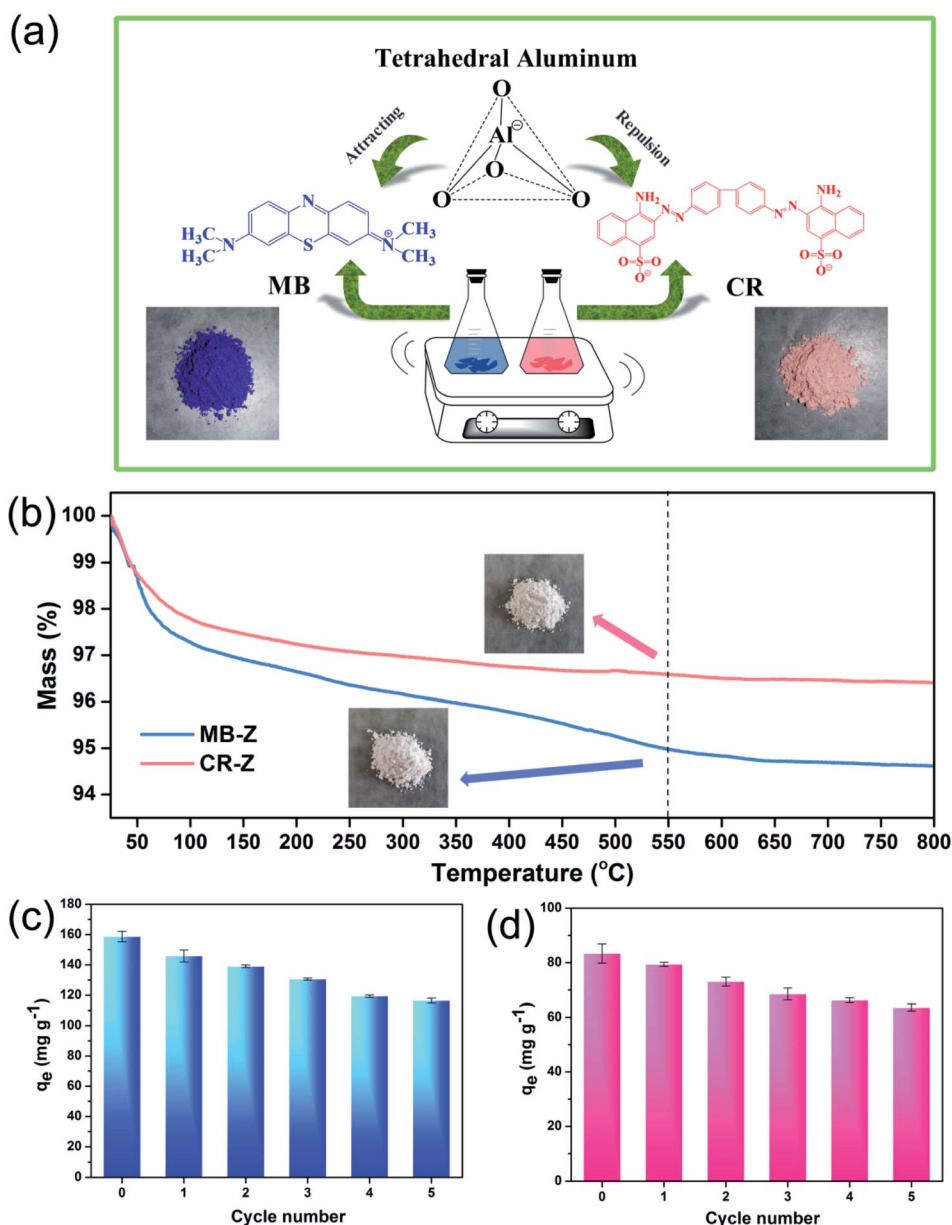 (a)
Tetrahedral Aluminum
O
Al⊖
O
O
O
Attracting
Repulsion
N
H₃C
N
H₃C
S
N⊕
CH₃
CH₃
MB
NH₂
N
N
N
N
NH₂
O=S=O
O⊖
O=S=O
O⊖
CR
(b)
100
99
98
97
96
95
94
Mass (%)
MB-Z
CR-Z
50 100 150 200 250 300 350 400 450 500 550 600 650 700 750 800
Temperature (°C)
(c)
180
160
140
120
100
80
60
40
20
0
qₑ (mg g⁻¹)
0 1 2 3 4 5
Cycle number
(d)
100
80
60
40
20
0
qₑ (mg g⁻¹)
0 1 2 3 4 5
Cycle number